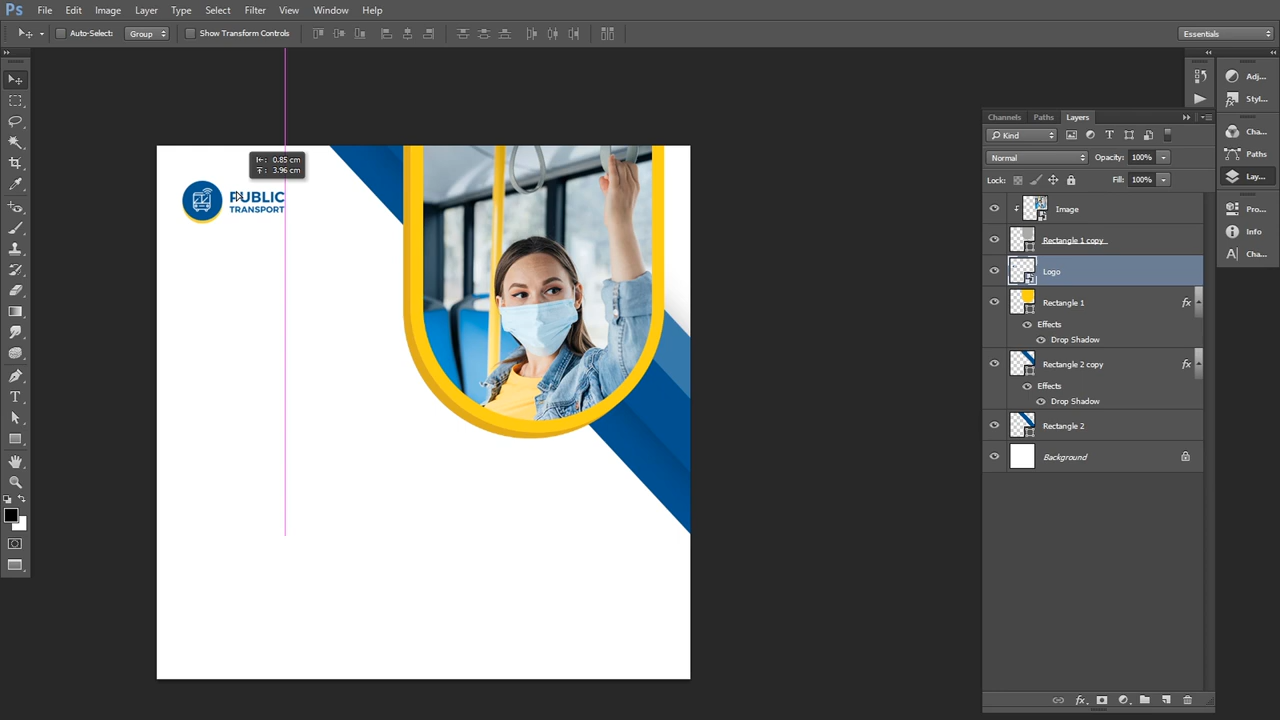 Ps File Edit Image Layer Type Select Filter View Window Help
Auto-Select: Group Show Transform Controls Essentials
Channels Paths Layers
Adj...
Styl...
Kind
Cha...
Normal Opacity: 100%
Paths
Lock: Fill: 100%
Lay...
Image
Pro...
Info
Cha...
Rectangle 1 copy
Logo
Rectangle 1 fx
Effects
Drop Shadow
Rectangle 2 copy fx
Effects
Drop Shadow
Rectangle 2
Background
0.85 cm
3.96 cm
PUBLIC
TRANSPORT